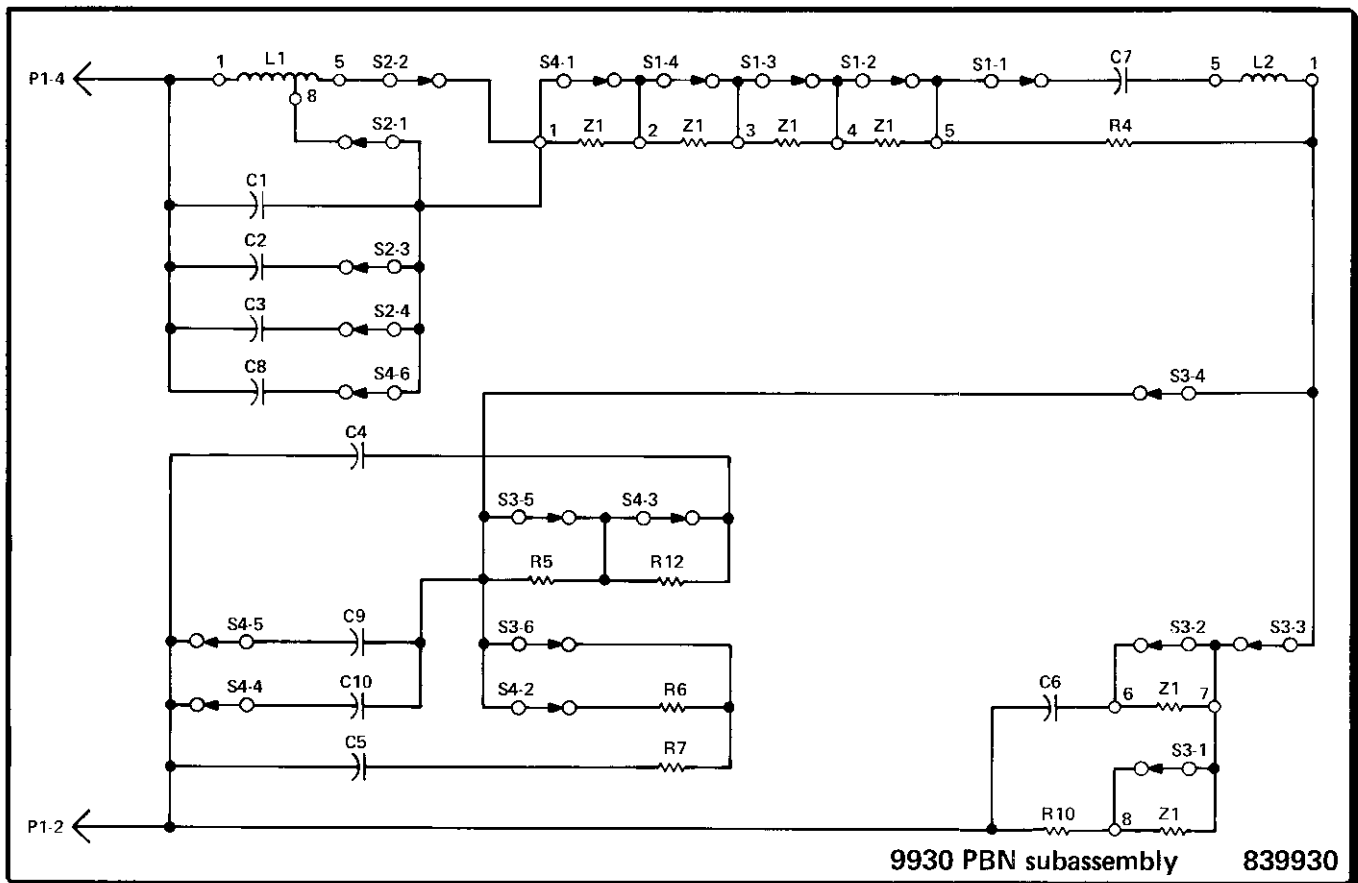 1 L1 5 S2-2 S4-1 S1-4 S1-3 S1-2 S1-1 C7 5 L2 1
P1-4
8
S2-1 1 Z1 2 Z1 3 Z1 4 Z1 5 R4
C1
C2 S2-3
C3 S2-4
C8 S4-6
S3-4
C4
S3-5 S4-3
R5 R12
S4-5 C9 S3-6 S3-2 S3-3
S4-4 C10 S4-2 R6 C6 6 Z1 7
C5 R7 S3-1
P1-2 R10 8 Z1
9930 PBN subassembly 839930